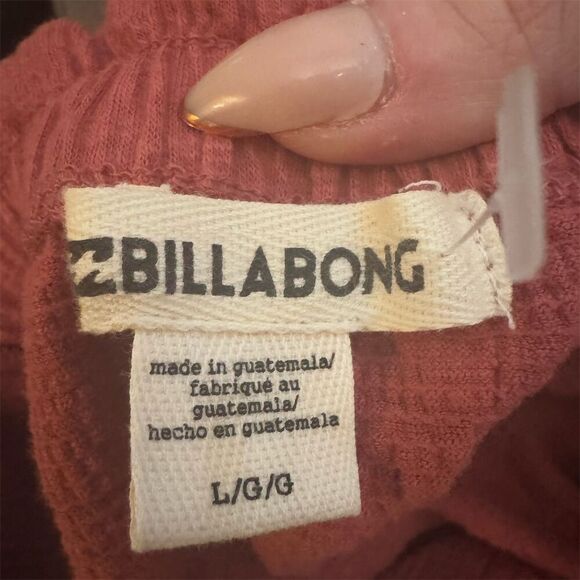 BILLABONG
made in guatemala/
fabriqué au
guatemala/
hecho en guatemala
L/G/G